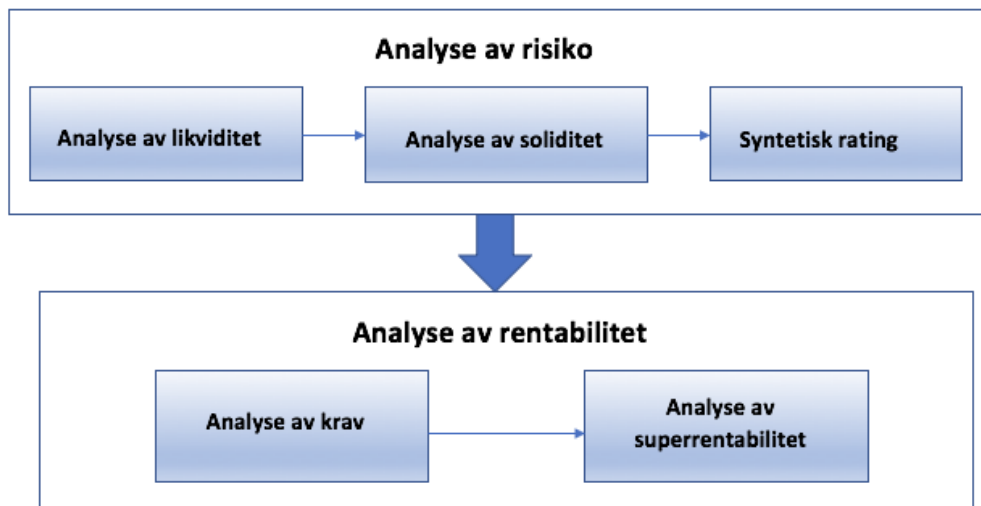 Analyse av risiko
Analyse av likviditet
Analyse av soliditet
Syntetisk rating
Analyse av rentabilitet
Analyse av krav
Analyse av
superrentabilitet